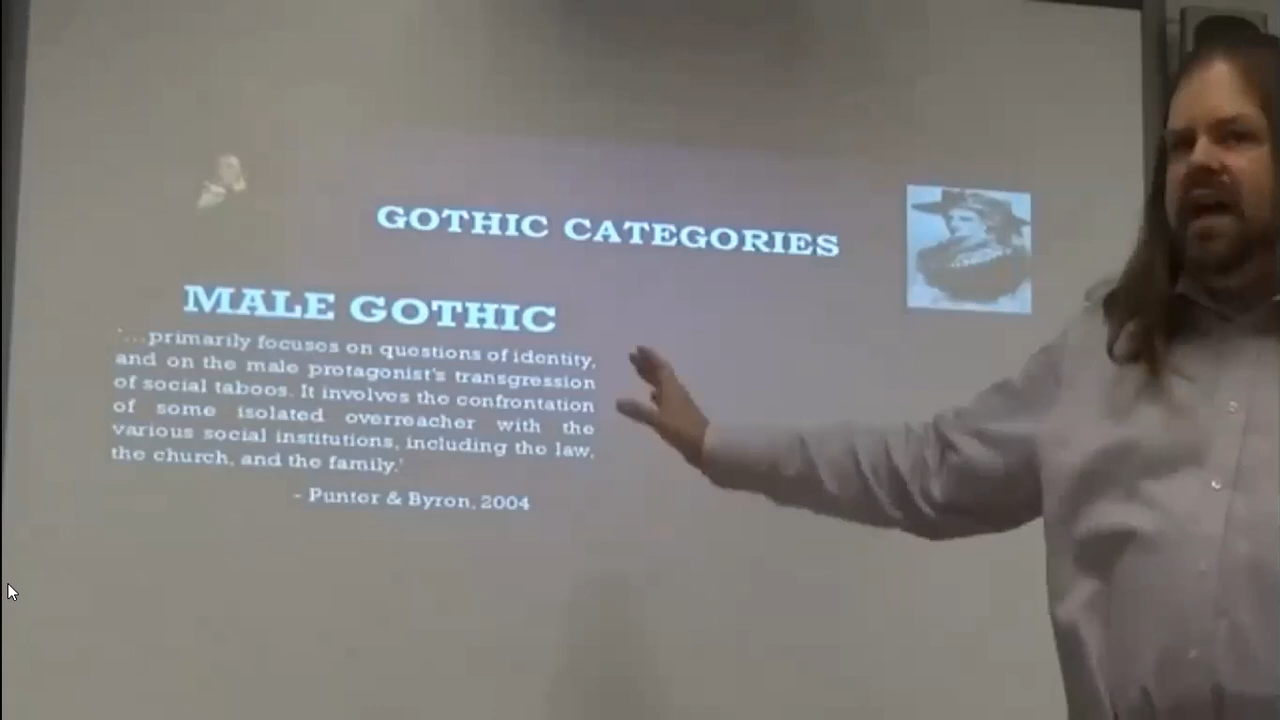 GOTHIC CATEGORIES
MALE GOTHIC
'...primarily focuses on questions of identity,
and on the male protagonist's transgression
of social taboos. It involves the confrontation
of some isolated overreacher with the
various social institutions, including the law,
the church, and the family.'
- Punter & Byron, 2004